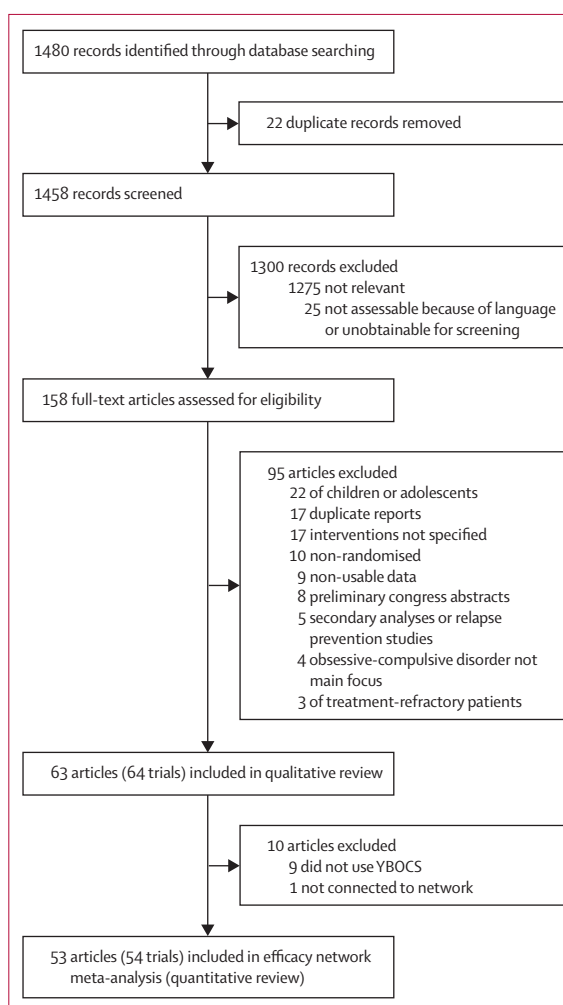 1480 records identified through database searching
22 duplicate records removed
1458 records screened
1300 records excluded
1275 not relevant
25 not assessable because of language
or unobtainable for screening
158 full-text articles assessed for eligibility
95 articles excluded
22 of children or adolescents
17 duplicate reports
17 interventions not specified
10 non-randomised
9 non-usable data
8 preliminary congress abstracts
5 secondary analyses or relapse
prevention studies
4 obsessive-compulsive disorder not
main focus
3 of treatment-refractory patients
63 articles (64 trials) included in qualitative review
10 articles excluded
9 did not use YBOCS
1 not connected to network
53 articles (54 trials) included in efficacy network
meta-analysis (quantitative review)